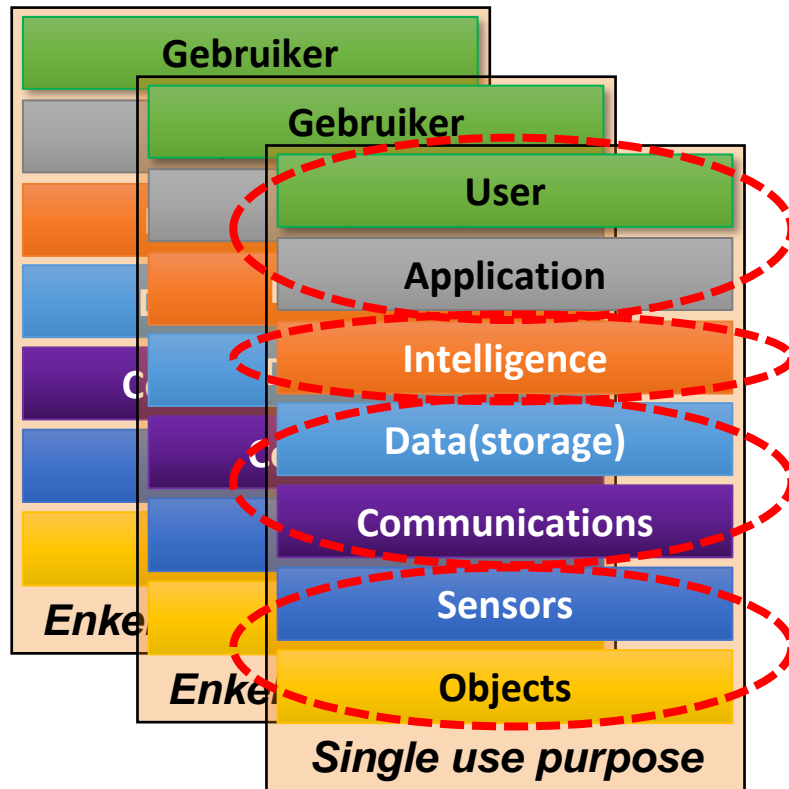 Gebruiker
Gebruiker
User
Application
Intelligence
Data(storage)
Communications
Sensors
Objects
Single use purpose